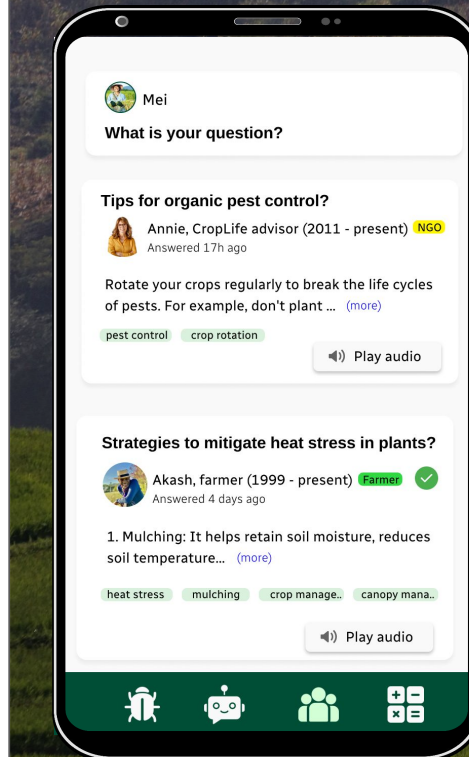 Mei
What is your question?
Tips for organic pest control?
Annie, CropLife advisor (2011 - present) NGO
Answered 17h ago
Rotate your crops regularly to break the life cycles
of pests. For example, don't plant ... (more)
pest control crop rotation
Play audio
Strategies to mitigate heat stress in plants?
Akash, farmer (1999 - present) Farmer
Answered 4 days ago
1. Mulching: It helps retain soil moisture, reduces
soil temperature... (more)
heat stress mulching crop manage.. canopy mana..
Play audio